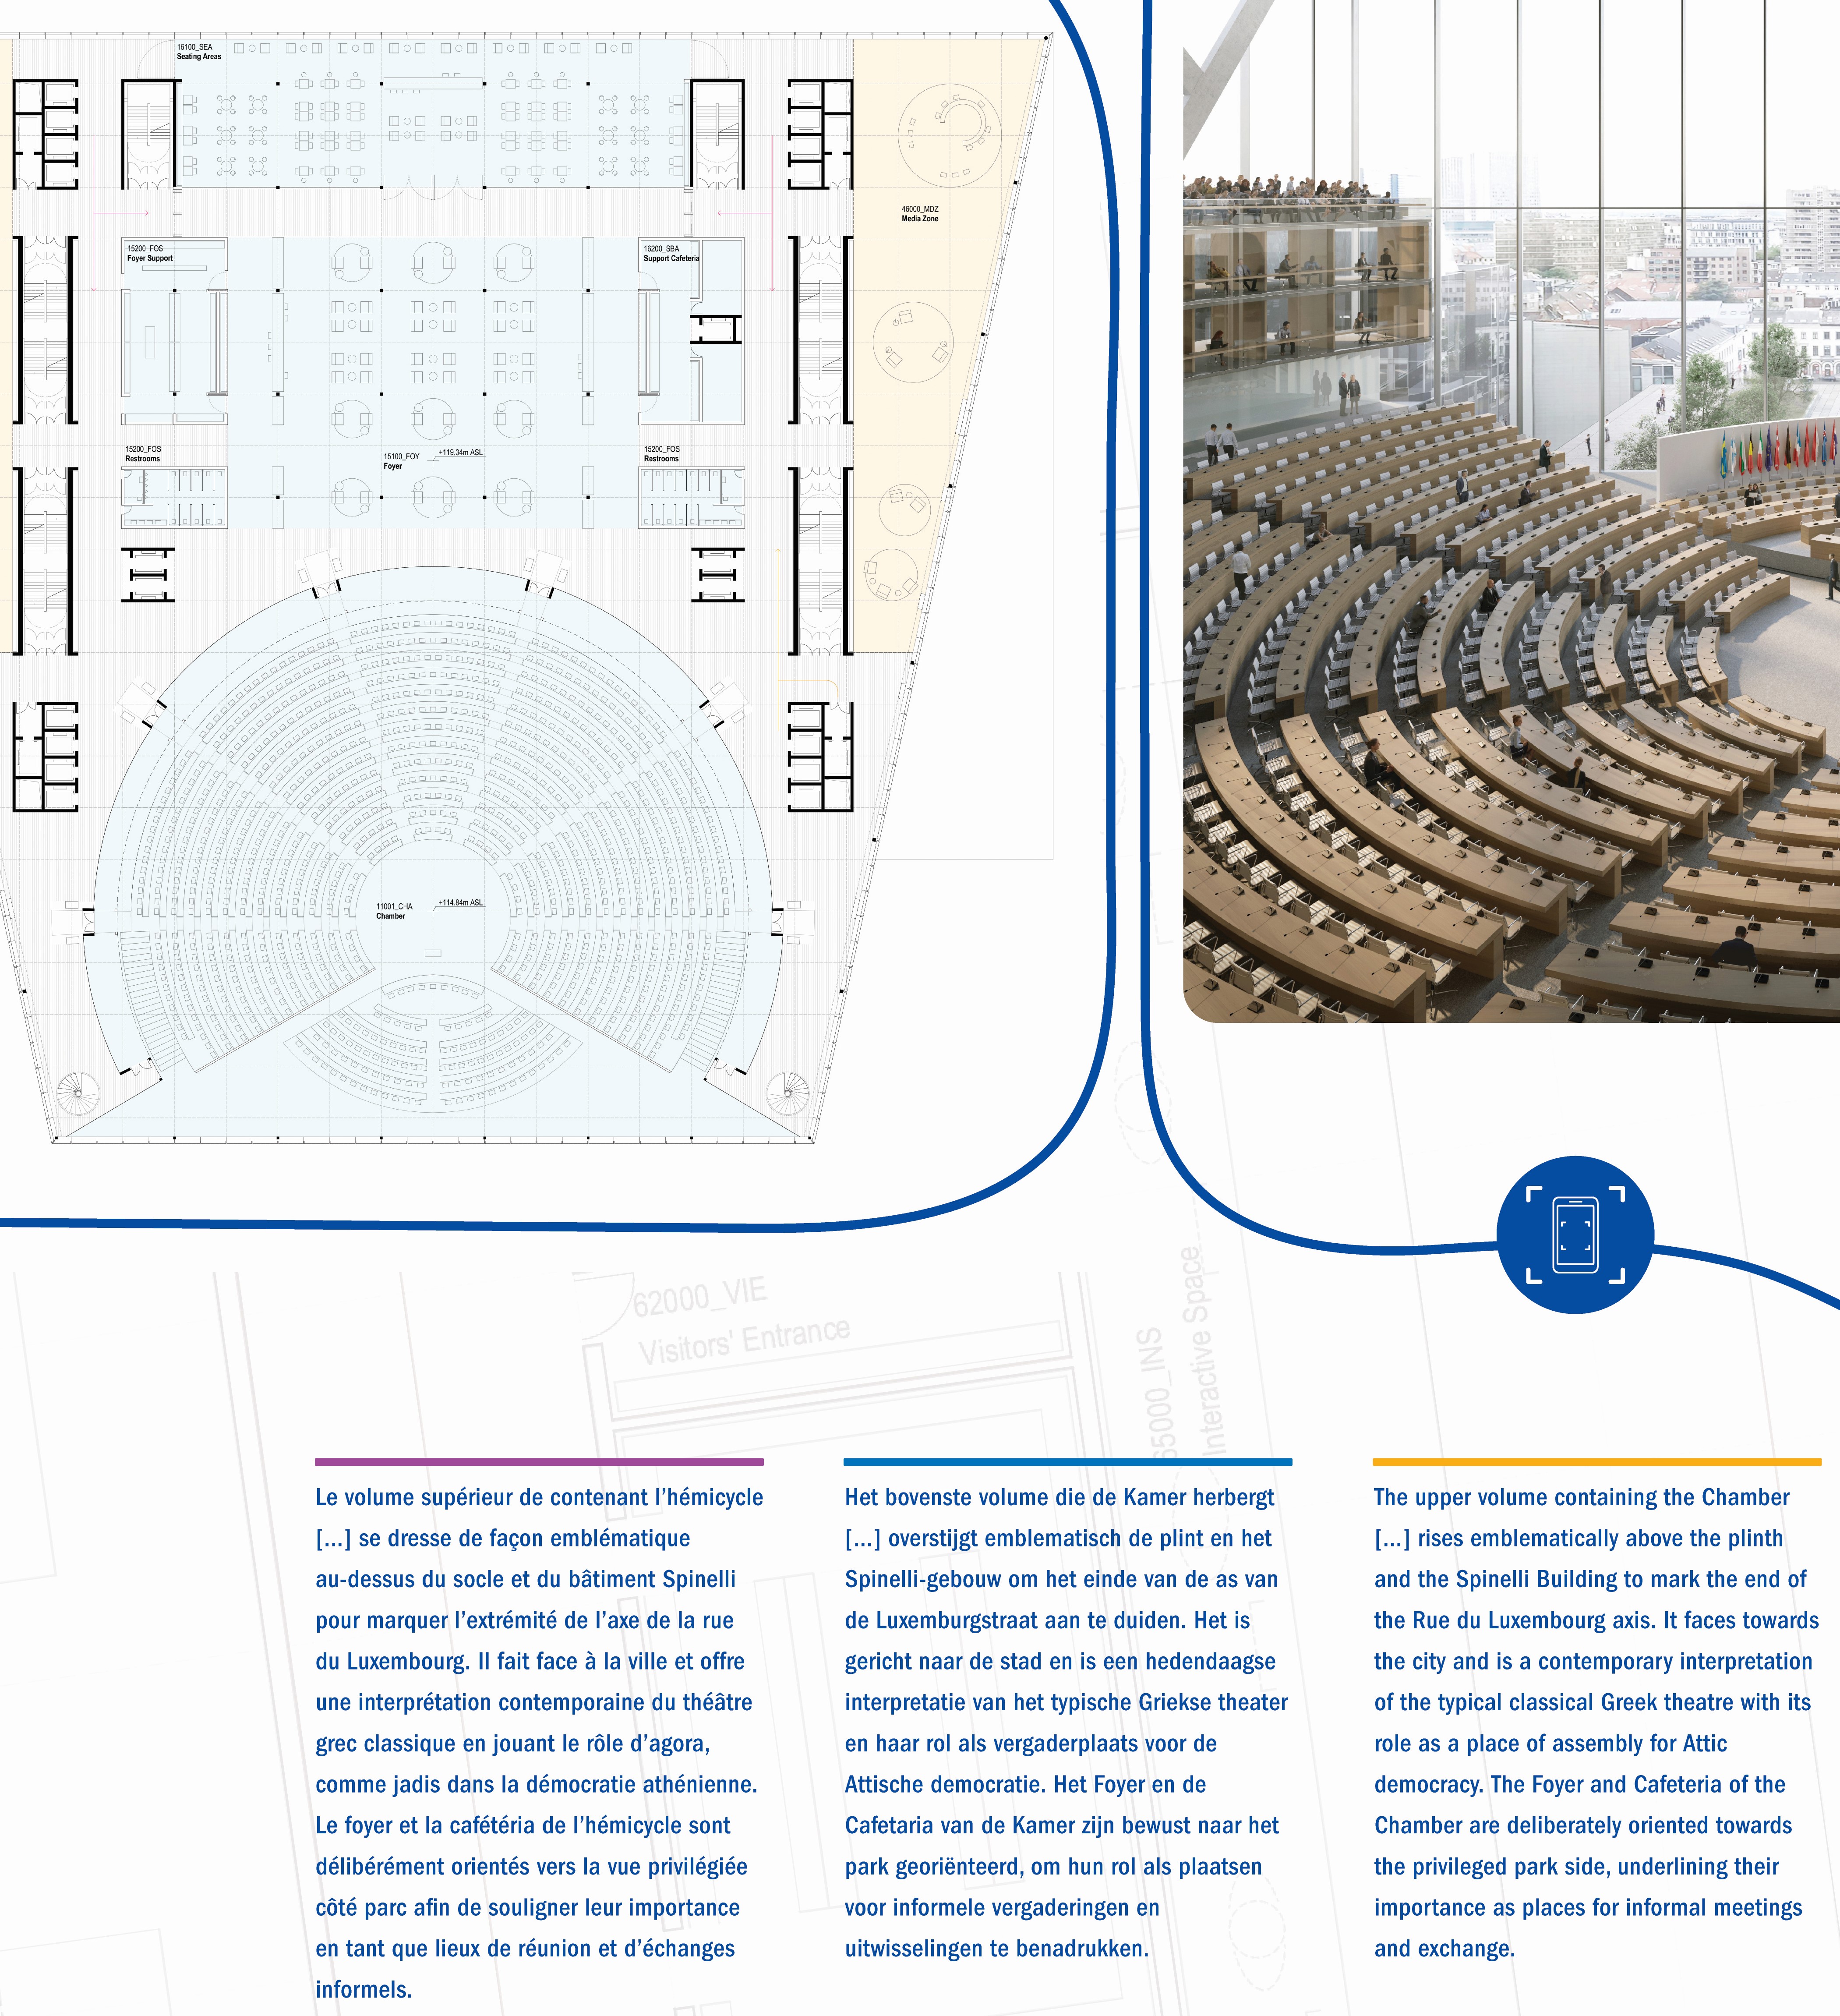 16100_SEA
Seating Areas
46000_MDZ
Media Zone
15200_FOS
Foyer Support
16200_SBA
Support Cafeteria
15200_FOS
Restrooms
15100_FOY
Foyer
+119,34m ASL
15200_FOS
Restrooms
11001_CHA
Chamber
+114,84m ASL
62000_VIE
Visitors' Entrance
65000_INS
Interactive Space
Le volume supérieur de contenant l’hémicycle
[...] se dresse de façon emblématique
au-dessus du socle et du bâtiment Spinelli
pour marquer l’extrémité de l’axe de la rue
du Luxembourg. Il fait face à la ville et offre
une interprétation contemporaine du théâtre
grec classique en jouant le rôle d’agora,
comme jadis dans la démocratie athénienne.
Le foyer et la cafétéria de l’hémicycle sont
délibérément orientés vers la vue privilégiée
côté parc afin de souligner leur importance
en tant que lieux de réunion et d’échanges
informels.
Het bovenste volume die de Kamer herbergt
[...] overstijgt emblematisch de plint en het
Spinelli-gebouw om het einde van de as van
de Luxemburgstraat aan te duiden. Het is
gericht naar de stad en is een hedendaagse
interpretatie van het typische Griekse theater
en haar rol als vergaderplaats voor de
Attische democratie. Het Foyer en de
Cafetaria van de Kamer zijn bewust naar het
park georiënteerd, om hun rol als plaatsen
voor informele vergaderingen en
uitwisselingen te benadrukken.
The upper volume containing the Chamber
[...] rises emblematically above the plinth
and the Spinelli Building to mark the end of
the Rue du Luxembourg axis. It faces towards
the city and is a contemporary interpretation
of the typical classical Greek theatre with its
role as a place of assembly for Attic
democracy. The Foyer and Cafeteria of the
Chamber are deliberately oriented towards
the privileged park side, underlining their
importance as places for informal meetings
and exchange.